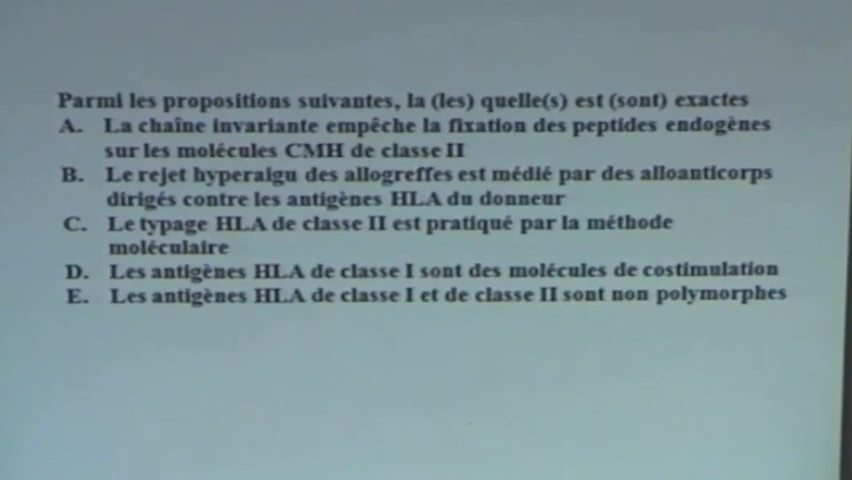 Parmi les propositions suivantes, la (les) quelle(s) est (sont) exactes
A. La chaîne invariante empêche la fixation des peptides endogènes
sur les molécules CMH de classe II
B. Le rejet hyperaigu des allogreffes est médié par des alloanticorps
dirigés contre les antigènes HLA du donneur
C. Le typage HLA de classe II est pratiqué par la méthode
moléculaire
D. Les antigènes HLA de classe I sont des molécules de costimulation
E. Les antigènes HLA de classe I et de classe II sont non polymorphes